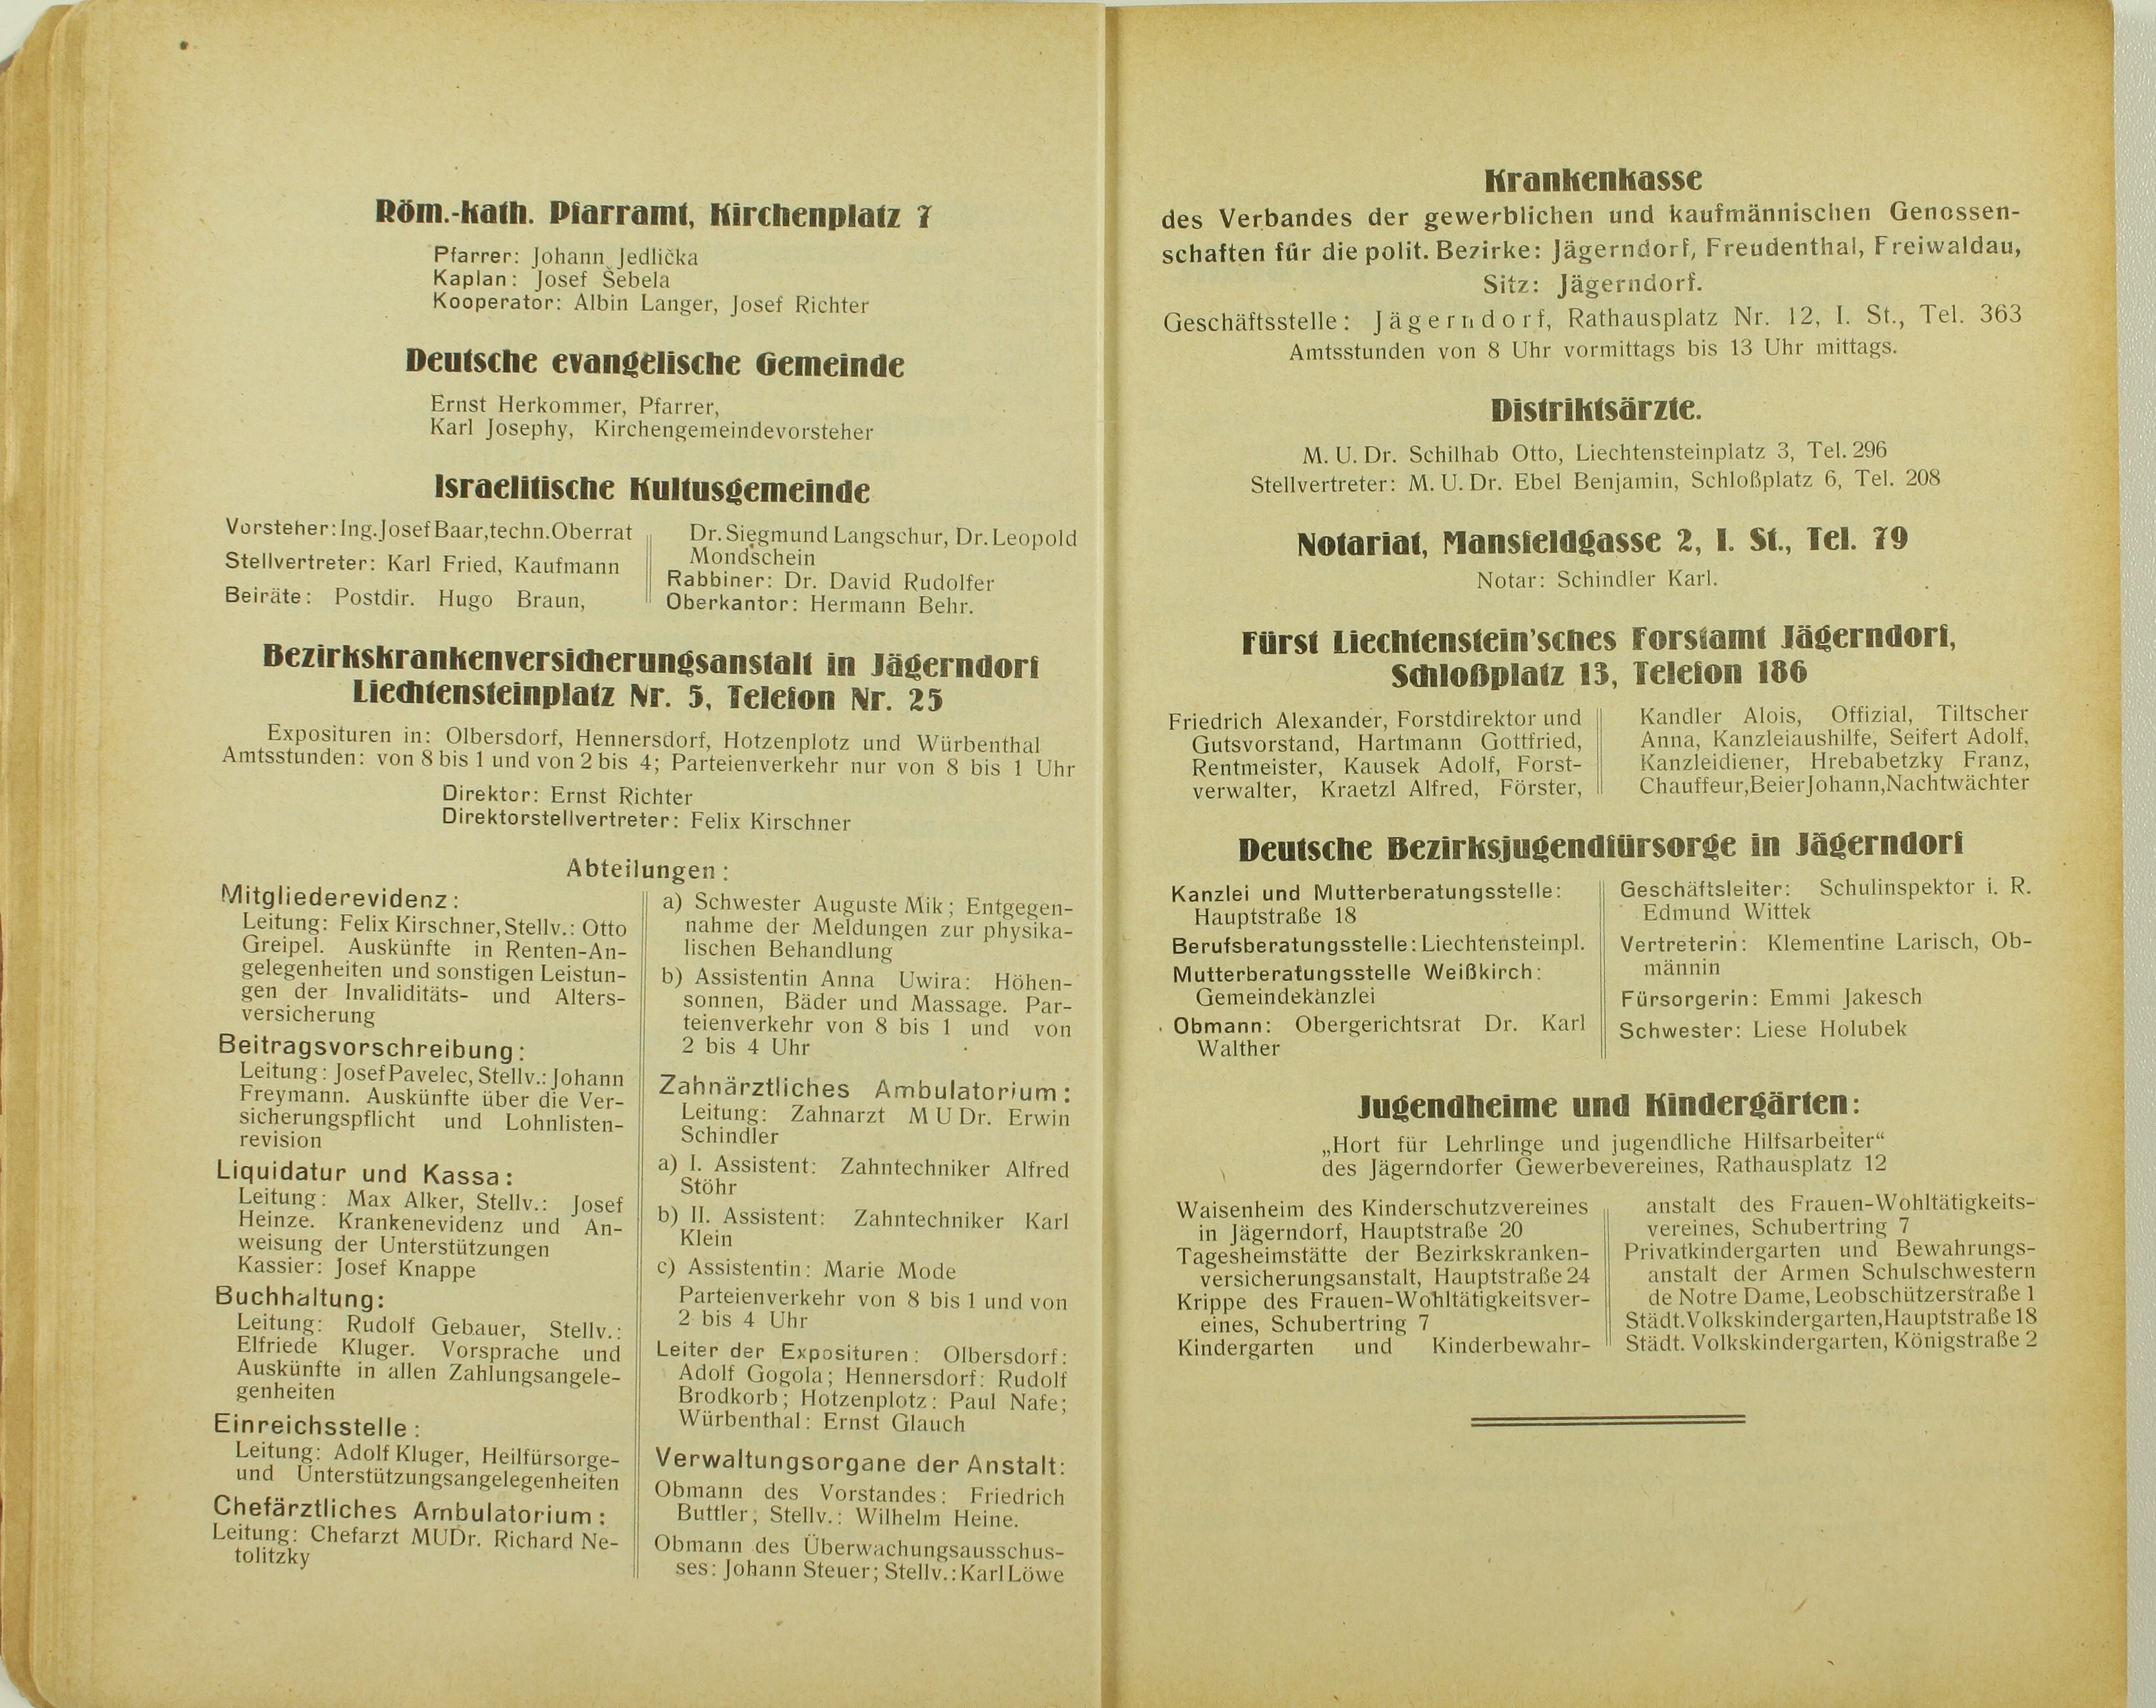 Röm.-kath. Pfarramt, Kirchenplatz 7
Pfarrer: Johann Jedlička
Kaplan: Josef Šebela
Kooperator: Albin Langer, Josef Richter
Deutsche evangelische Gemeinde
Ernst Herkommer, Pfarrer,
Karl Josephy, Kirchengemeindevorsteher
Israelitische Kultusgemeinde
Vorsteher: Ing. Josef Baar, techn. Oberrat
Stellvertreter: Karl Fried, Kaufmann
Beiräte: Postdir. Hugo Braun,
Dr. Siegmund Langschur, Dr. Leopold
Mondschein
Rabbiner: Dr. David Rudolfer
Oberkantor: Hermann Behr.
Bezirkskrankenversicherungsanstalt in Jägerndorf
Liechtensteinplatz Nr. 5, Telefon Nr. 25
Exposituren in: Olbersdorf, Hennersdorf, Hotzenplotz und Würbenthal
Amtsstunden: von 8 bis 1 und von 2 bis 4; Parteienverkehr nur von 8 bis 1 Uhr
Direktor: Ernst Richter
Direktorstellvertreter: Felix Kirschner
Abteilungen:
Mitgliederevidenz:
Leitung: Felix Kirschner, Stellv.: Otto
Greipel. Auskünfte in Renten-An-
gelegenheiten und sonstigen Leistun-
gen der Invaliditäts- und Alters-
versicherung
Beitragsvorschreibung:
Leitung: Josef Pavelec, Stellv.: Johann
Freymann. Auskünfte über die Ver-
sicherungspflicht und Lohnlisten-
revision
Liquidatur und Kassa:
Leitung: Max Alker, Stellv.: Josef
Heinze. Krankenevidenz und An-
weisung der Unterstützungen
Kassier: Josef Knappe
Buchhaltung:
Leitung: Rudolf Gebauer, Stellv.:
Elfriede Kluger. Vorsprache und
Auskünfte in allen Zahlungsangele-
genheiten
Einreichsstelle:
Leitung: Adolf Kluger, Heilfürsorge-
und Unterstützungsangelegenheiten
Chefärztliches Ambulatorium:
Leitung: Chefarzt MUDr. Richard Ne-
tolitzky
a) Schwester Auguste Mik; Entgegen-
nahme der Meldungen zur physika-
lischen Behandlung
b) Assistentin Anna Uwira: Höhen-
sonnen, Bäder und Massage. Par-
teienverkehr von 8 bis 1 und von
2 bis 4 Uhr
Zahnärztliches Ambulatorium:
Leitung: Zahnarzt M U Dr. Erwin
Schindler
a) I. Assistent: Zahntechniker Alfred
Stöhr
b) II. Assistent: Zahntechniker Karl
Klein
c) Assistentin: Marie Mode
Parteienverkehr von 8 bis 1 und von
2 bis 4 Uhr
Leiter der Exposituren: Olbersdorf:
Adolf Gogola; Hennersdorf: Rudolf
Brodkorb; Hotzenplotz: Paul Nafe;
Würbenthal: Ernst Glauch
Verwaltungsorgane der Anstalt:
Obmann des Vorstandes: Friedrich
Buttler; Stellv.: Wilhelm Heine.
Obmann des Überwachungsausschus-
ses: Johann Steuer; Stellv.: Karl Löwe
Krankenkasse
des Verbandes der gewerblichen und kaufmännischen Genossen-
schaften für die polit. Bezirke: Jägerndorf, Freudenthal, Freiwaldau,
Sitz: Jägerndorf.
Geschäftsstelle: Jägerndorf, Rathausplatz Nr. 12, I. St., Tel. 363
Amtsstunden von 8 Uhr vormittags bis 13 Uhr mittags.
Distriktsärzte.
M. U. Dr. Schilhab Otto, Liechtensteinplatz 3, Tel. 296
Stellvertreter: M. U. Dr. Ebel Benjamin, Schloßplatz 6, Tel. 208
Notariat, Mansfeldgasse 2, I. St., Tel. 79
Notar: Schindler Karl.
Fürst Liechtenstein'sches Forstamt Jägerndorf,
Schloßplatz 13, Telefon 186
Friedrich Alexander, Forstdirektor und
Gutsvorstand, Hartmann Gottfried,
Rentmeister, Kausek Adolf, Forst-
verwalter, Kraetzl Alfred, Förster,
Kandler Alois, Offizial, Tiltscher
Anna, Kanzleiaushilfe, Seifert Adolf,
Kanzleidiener, Hrebabetzky Franz,
Chauffeur, Beier Johann, Nachtwächter
Deutsche Bezirksjugendfürsorge in Jägerndorf
Kanzlei und Mutterberatungsstelle:
Hauptstraße 18
Berufsberatungsstelle: Liechtensteinpl.
Mutterberatungsstelle Weißkirch:
Gemeindekanzlei
Obmann: Obergerichtsrat Dr. Karl
Walther
Geschäftsleiter: Schulinspektor i. R.
Edmund Wittek
Vertreterin: Klementine Larisch, Ob-
männin
Fürsorgerin: Emmi Jakesch
Schwester: Liese Holubek
Jugendheime und Kindergärten:
„Hort für Lehrlinge und jugendliche Hilfsarbeiter“
des Jägerndorfer Gewerbevereines, Rathausplatz 12
Waisenheim des Kinderschutzvereines
in Jägerndorf, Hauptstraße 20
Tagesheimstätte der Bezirkskranken-
versicherungsanstalt, Hauptstraße 24
Krippe des Frauen-Wohltätigkeitsver-
eines, Schubertring 7
Kindergarten und Kinderbewahr-
anstalt des Frauen-Wohltätigkeits-
vereines, Schubertring 7
Privatkindergarten und Bewahrungs-
anstalt der Armen Schulschwestern
de Notre Dame, Leobschützerstraße 1
Städt. Volkskindergarten, Hauptstraße 18
Städt. Volkskindergarten, Königstraße 2